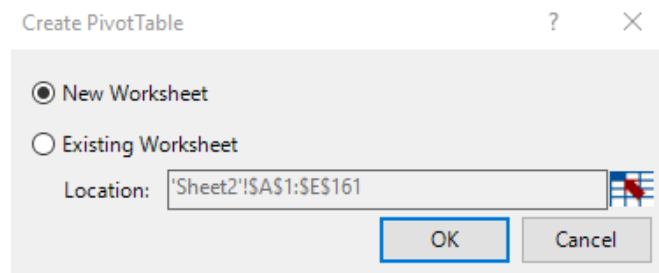 Create PivotTable ? ×
New Worksheet
Existing Worksheet
Location: 'Sheet2'!$A$1:$E$161
OK Cancel